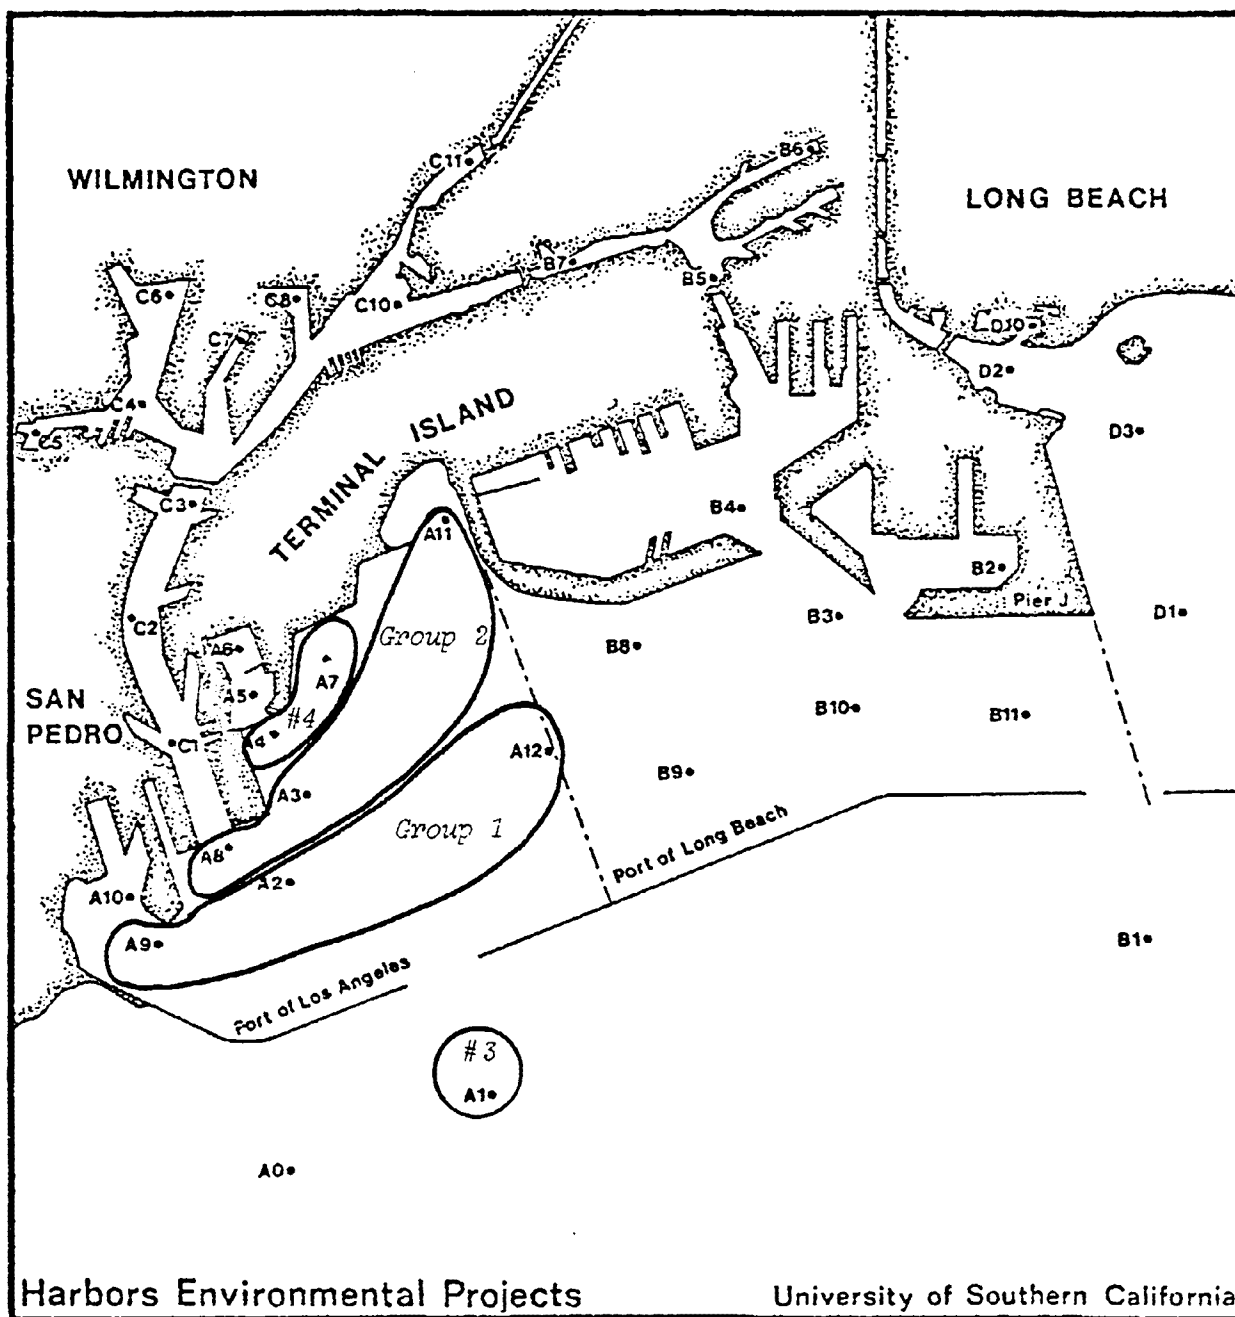 WILMINGTON
LONG BEACH
C11
B6
B7
B5
C6
C8
C10
C7
D10
D2
D3
C4
C5
TERMINAL ISLAND
C3
A11
B4
B2
Pier J
C2
B3
D1
A6
Group 2
B8
A7
A5
SAN
PEDRO
#4
A4
C1
B10
B11
A12
B9
A3
Group 1
Port of Long Beach
A8
A2
A10
A9
B1
Port of Los Angeles
#3
A1
A0
Harbors Environmental Projects
University of Southern California